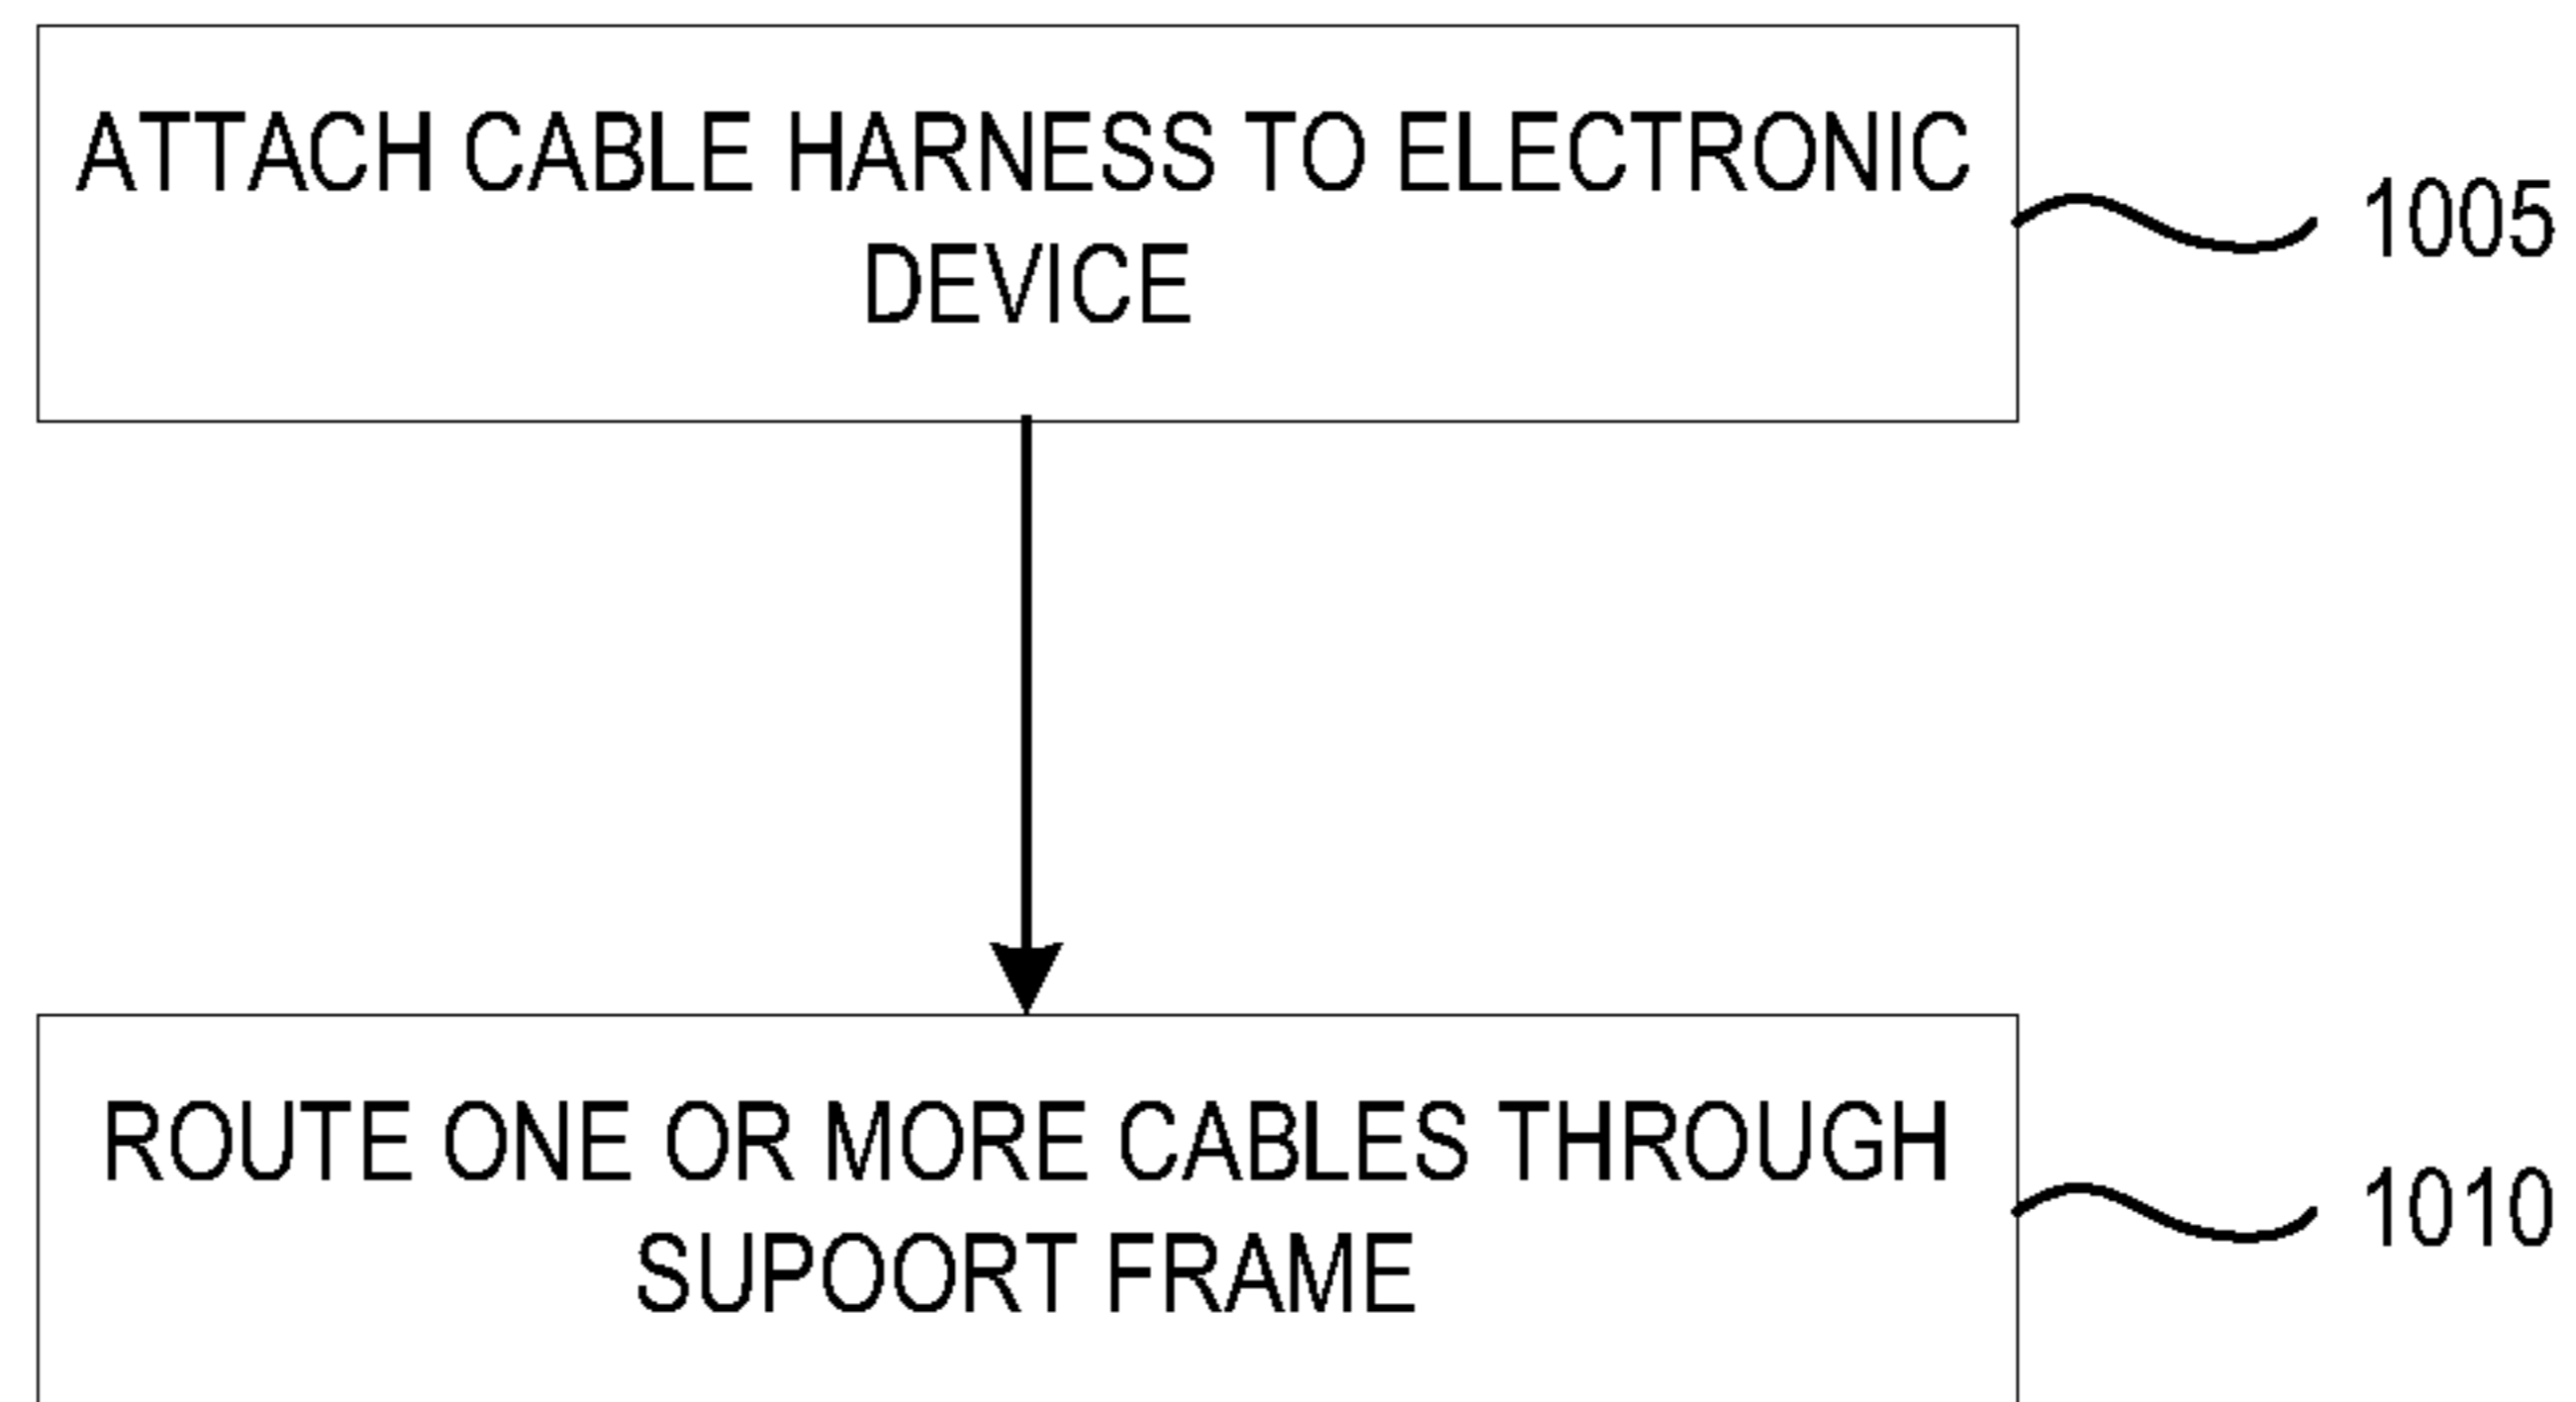 ATTACH CABLE HARNESS TO ELECTRONIC
DEVICE
1005
ROUTE ONE OR MORE CABLES THROUGH
SUPOORT FRAME
1010